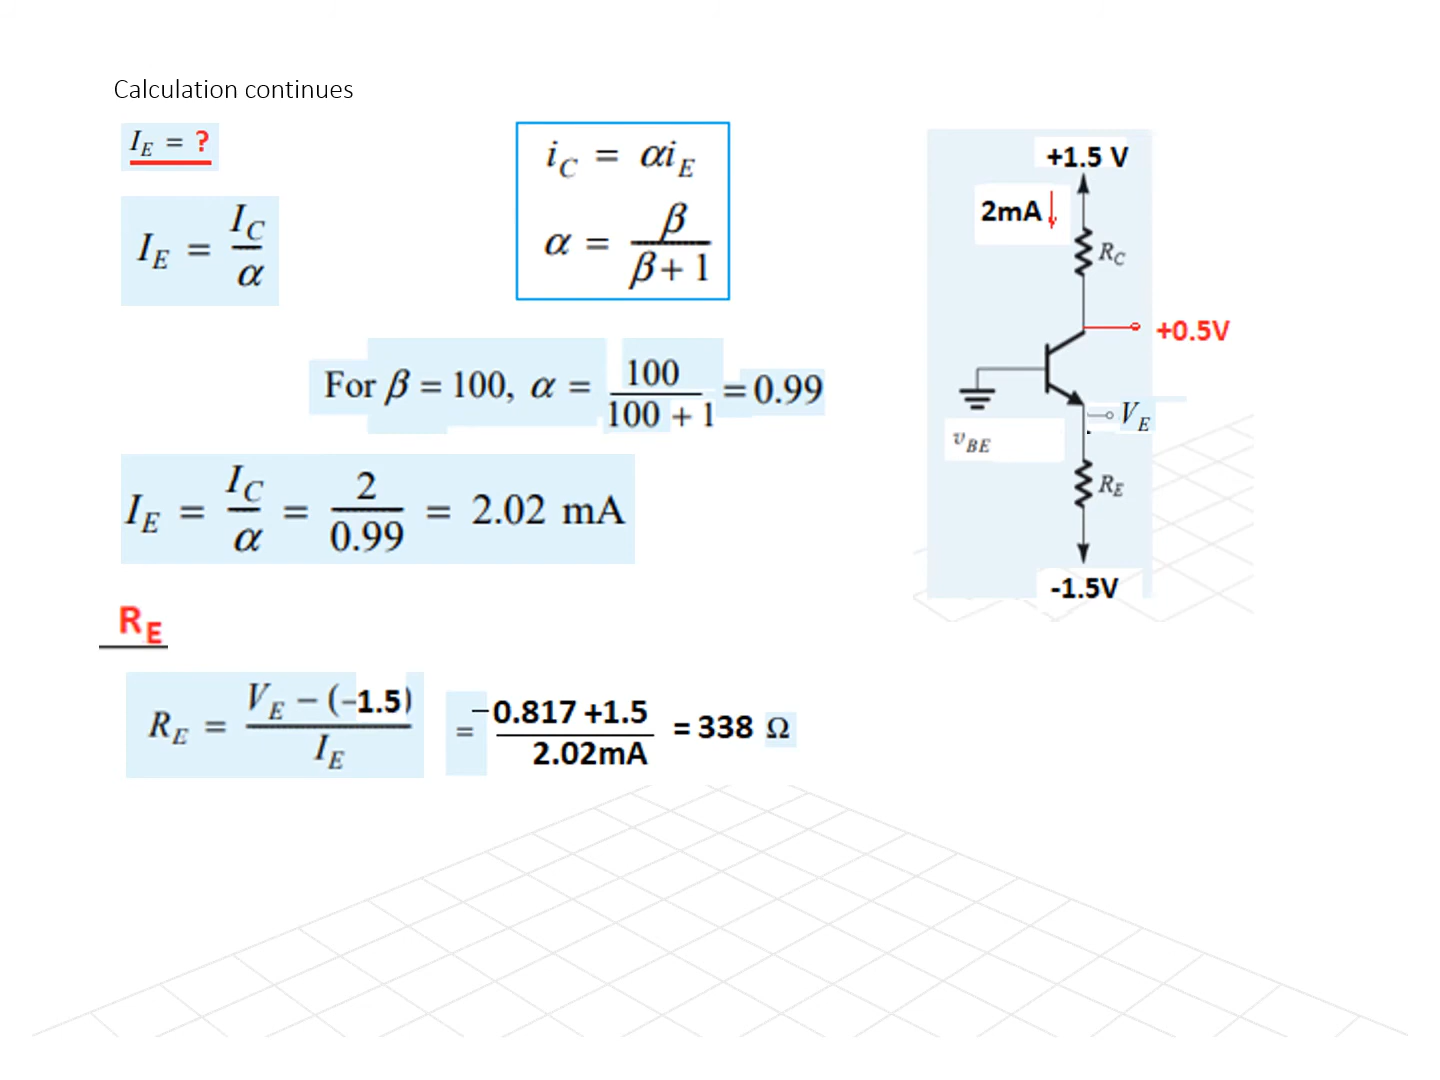 Calculation continues
I_E = ?
i_C = αi_E
α = β / (β + 1)
I_E = I_C / α
For β = 100, α = 100 / (100 + 1) = 0.99
I_E = I_C / α = 2 / 0.99 = 2.02 mA
R_E
R_E = (V_E − (−1.5)) / I_E = (−0.817 +1.5) / 2.02mA = 338 Ω
+1.5 V
2mA
R_C
+0.5V
V_E
v_BE
R_E
-1.5V